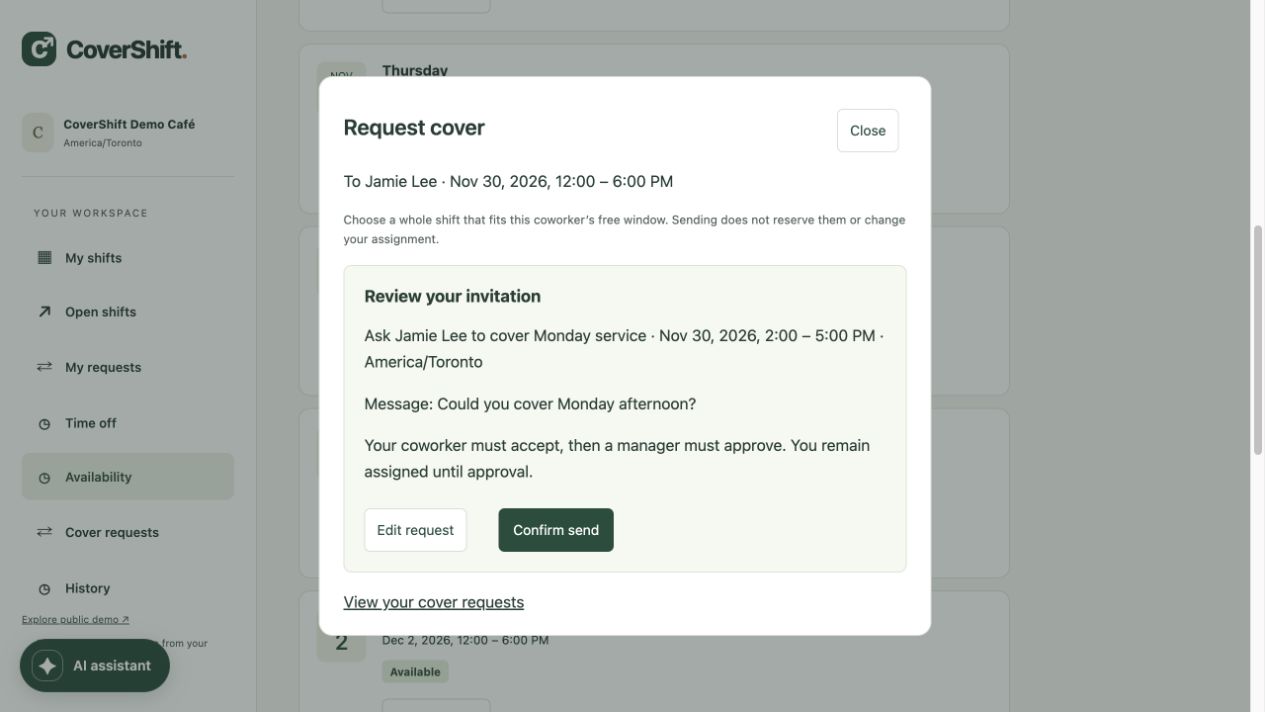 CoverShift.
C
CoverShift Demo Café
America/Toronto
YOUR WORKSPACE
My shifts
Open shifts
My requests
Time off
Availability
Cover requests
History
Explore public demo ↗
from your
AI assistant
NOV
Thursday
Request cover
Close
To Jamie Lee · Nov 30, 2026, 12:00 – 6:00 PM
Choose a whole shift that fits this coworker's free window. Sending does not reserve them or change
your assignment.
Review your invitation
Ask Jamie Lee to cover Monday service · Nov 30, 2026, 2:00 – 5:00 PM ·
America/Toronto
Message: Could you cover Monday afternoon?
Your coworker must accept, then a manager must approve. You remain
assigned until approval.
Edit request
Confirm send
View your cover requests
2
Dec 2, 2026, 12:00 – 6:00 PM
Available